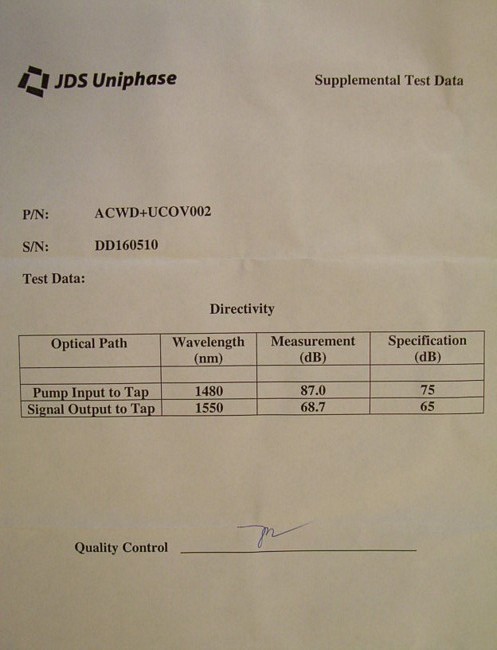 JDS Uniphase
Supplemental Test Data
P/N: ACWD+UCOV002
S/N: DD160510
Test Data:
Directivity
Optical Path Wavelength (nm) Measurement (dB) Specification (dB)
Pump Input to Tap 1480 87.0 75
Signal Output to Tap 1550 68.7 65
Quality Control